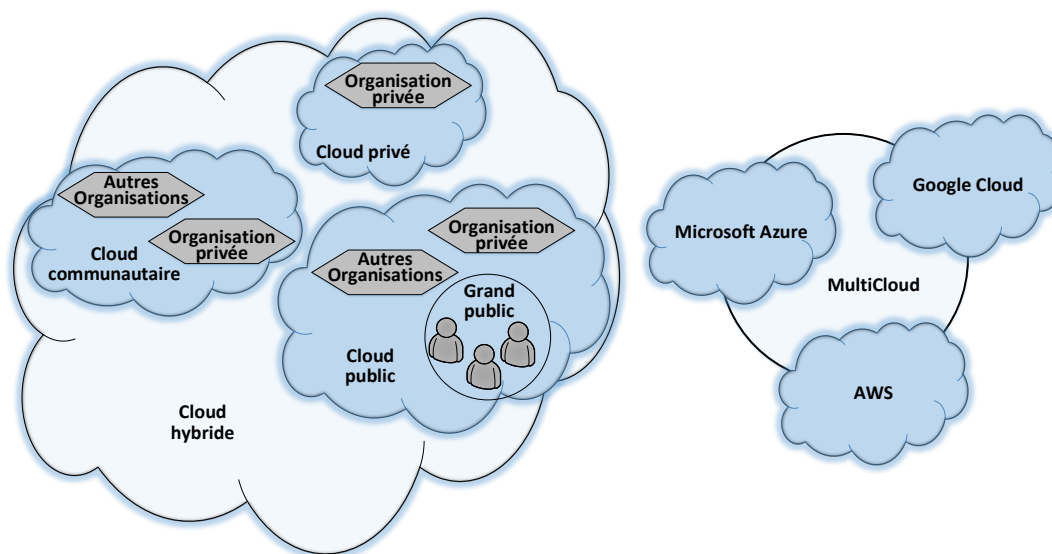 Organisation
privée
Cloud privé
Autres
Organisations
Organisation
privée
Cloud
communautaire
Organisation
privée
Autres
Organisations
Grand
public
Cloud
public
Cloud
hybride
Google Cloud
Microsoft Azure
MultiCloud
AWS